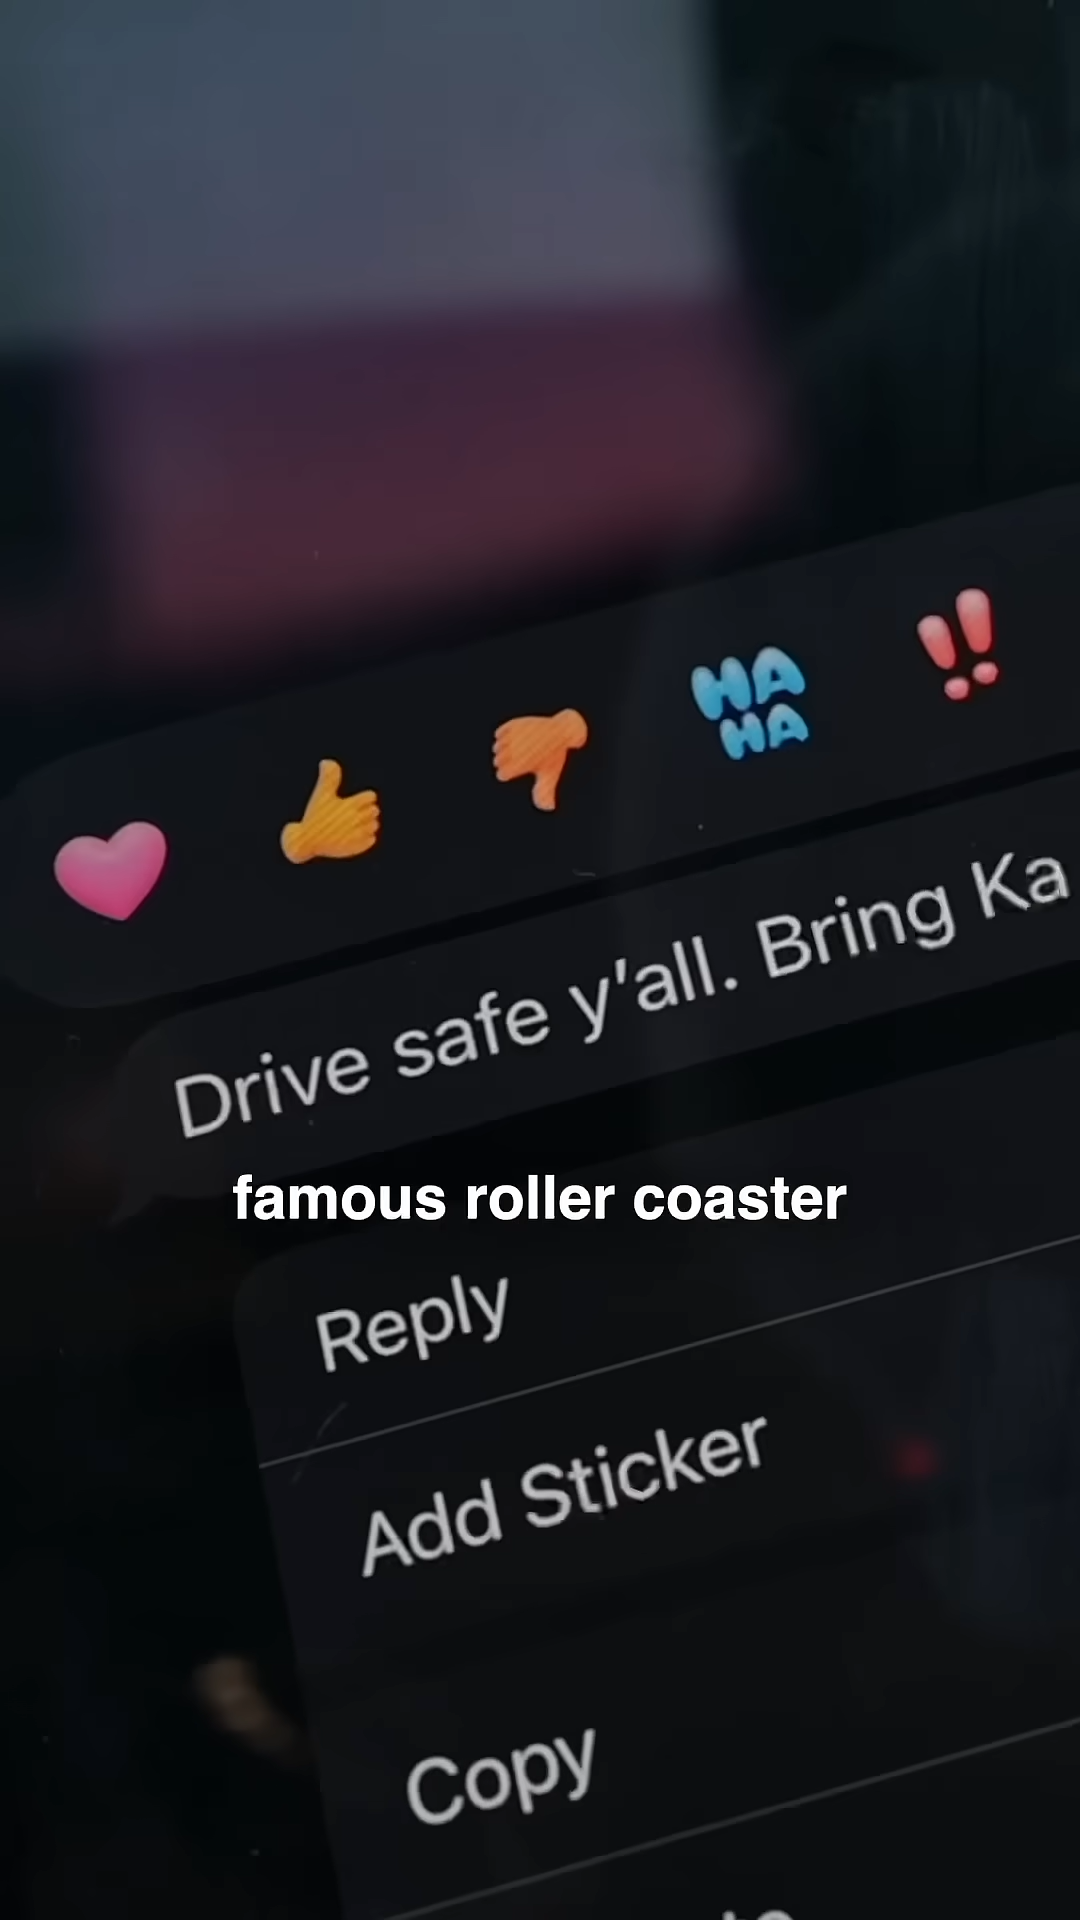 HA
HA
!!
Drive safe y'all. Bring Ka
famous roller coaster
Reply
Add Sticker
Copy